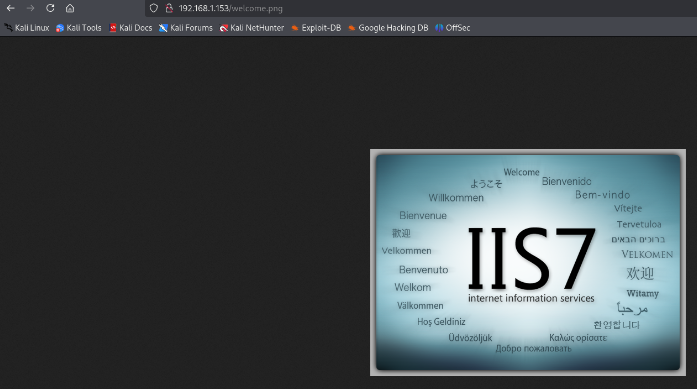 192.168.1.153/welcome.png
Kali Linux Kali Tools Kali Docs Kali Forums Kali NetHunter Exploit-DB Google Hacking DB OffSec
Welcome
ようこそ
Bienvenido
Willkommen
Bem-vindo
Bienvenue
Vítejte
歡迎
Tervetuloa
ברוכים הבאים
Velkommen
VELKOMEN
Benvenuto
欢迎
Welkom
Witamy
Välkommen
مرحباً
Hoş Geldiniz
환영합니다
Üdvözöljük
Καλώς ορίσατε
Добро пожаловать
IIS7
internet information services